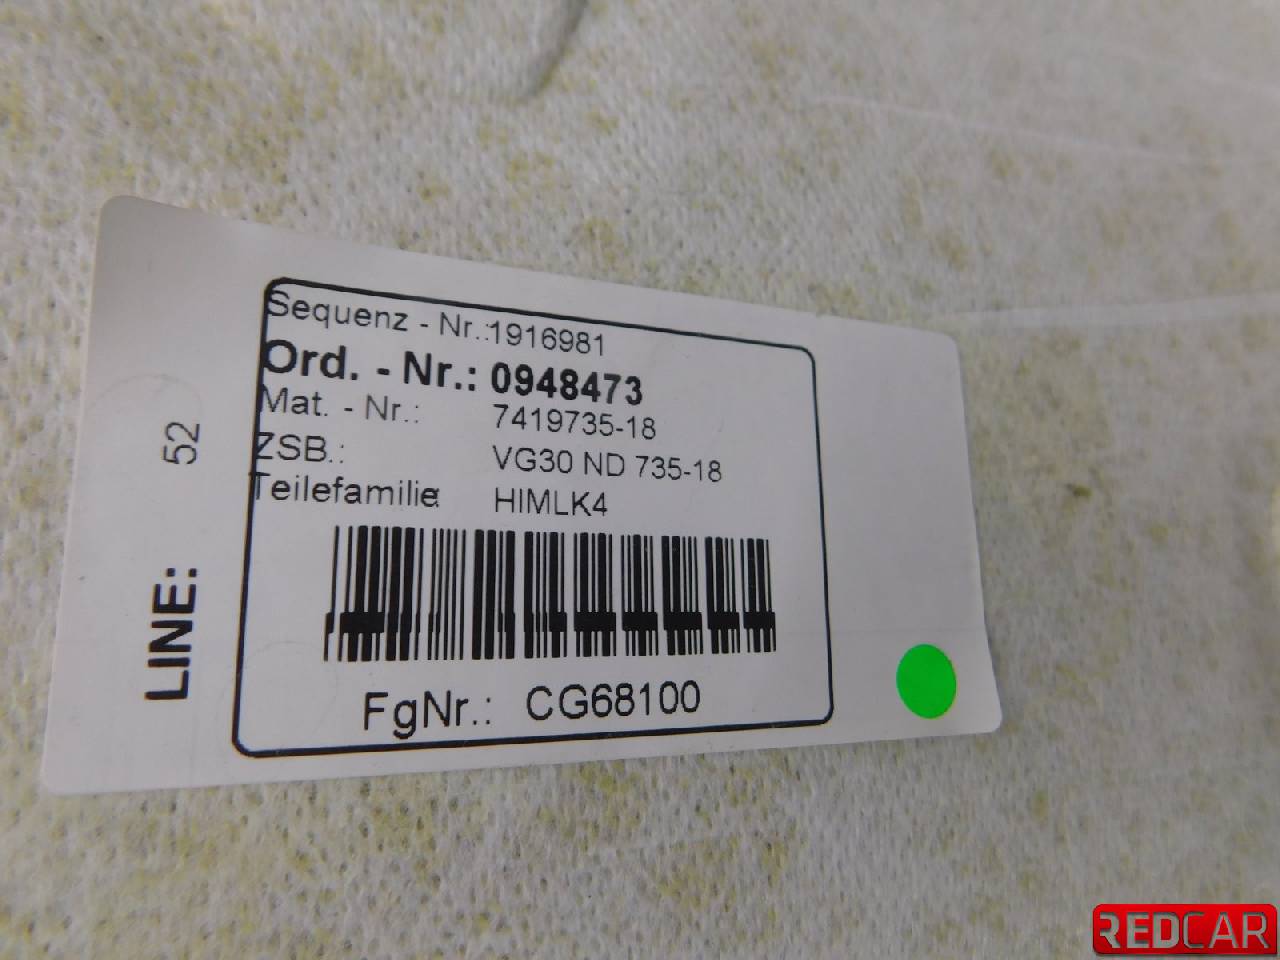 Sequenz - Nr.:1916981
Ord. - Nr.: 0948473
Mat. - Nr.: 7419735-18
ZSB.: VG30 ND 735-18
Teilefamilie: HIMLK4
FgNr.: CG68100
LINE: 52
REDCAR